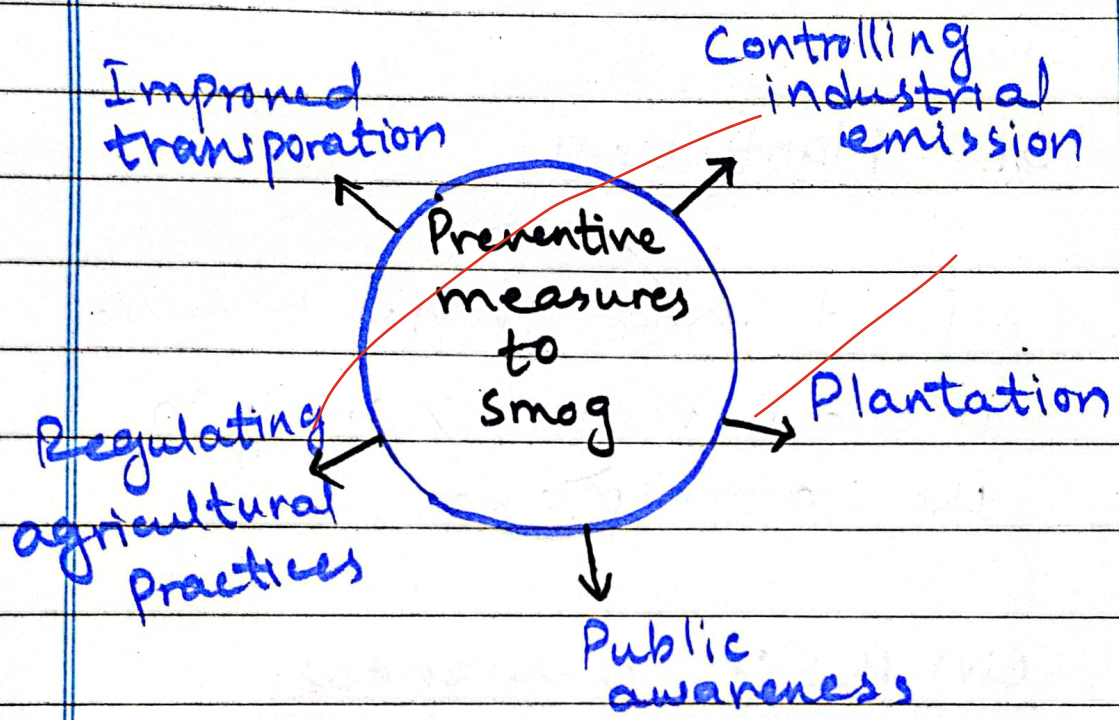 Improved
transporation
Controlling
industrial
emission
Preventive
measures
to
smog
Plantation
Regulating
agricultural
practices
Public
awareness